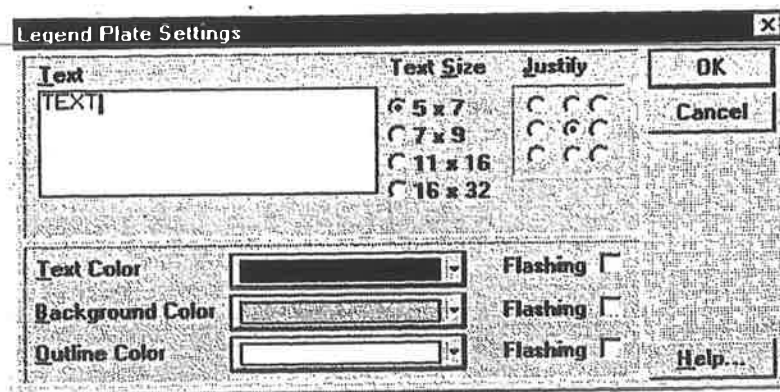 Legend Plate Settings
Text
TEXT
Text Size
5 x 7
7 x 9
11 x 16
16 x 32
Justify
OK
Cancel
Text Color
Flashing
Background Color
Flashing
Outline Color
Flashing
Help...